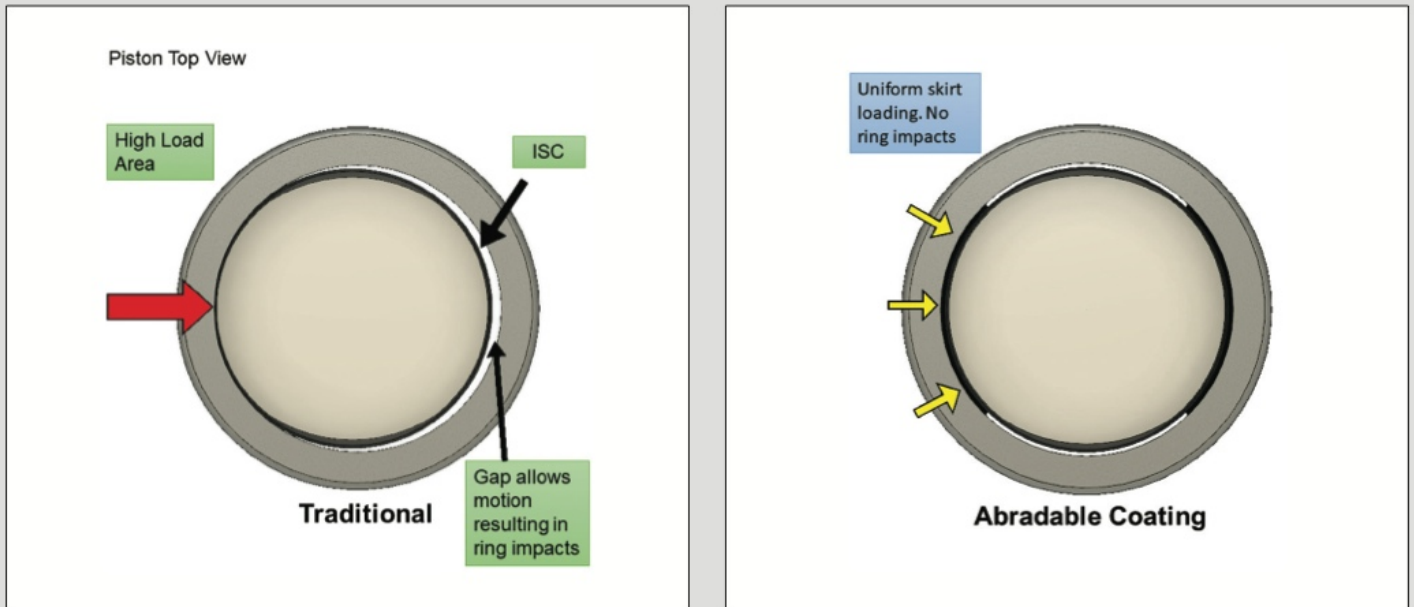 Piston Top View
High Load
Area
ISC
Gap allows
motion
resulting in
ring impacts
Traditional
Uniform skirt
loading. No
ring impacts
Abradable Coating